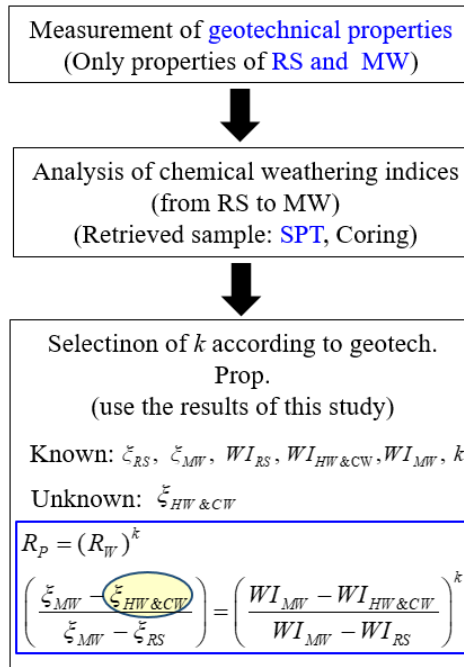 Measurement of geotechnical properties
(Only properties of RS and MW)
Analysis of chemical weathering indices
(from RS to MW)
(Retrieved sample: SPT, Coring)
Selectinon of k according to geotech.
Prop.
(use the results of this study)
Known: ξ_RS, ξ_MW, WI_RS, WI_HW&CW, WI_MW, k
Unknown: ξ_HW&CW
R_P = (R_W)^k
((ξ_MW − ξ_HW&CW) / (ξ_MW − ξ_RS)) = ((WI_MW − WI_HW&CW) / (WI_MW − WI_RS))^k